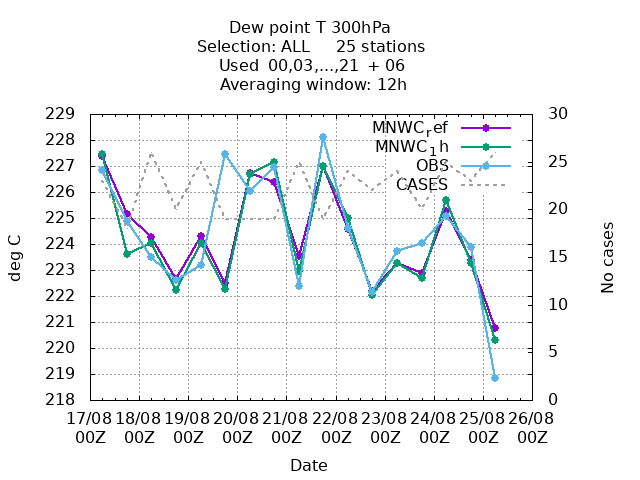 Dew point T 300hPa
Selection: ALL 25 stations
Used 00,03,...,21 + 06
Averaging window: 12h
229
228
227
226
225
224
223
222
221
220
219
218
deg C
30
25
20
15
10
5
0
No cases
MNWCref
MNWC1h
OBS
CASES
17/08 18/08 19/08 20/08 21/08 22/08 23/08 24/08 25/08 26/08
00Z 00Z 00Z 00Z 00Z 00Z 00Z 00Z 00Z 00Z
Date